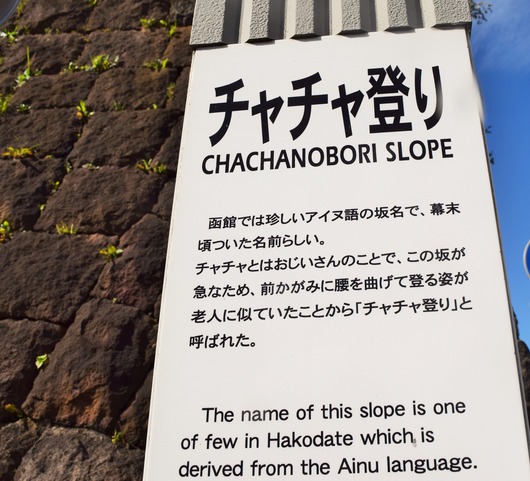 チャチャ登り
CHACHANOBORI SLOPE
函館では珍しいアイヌ語の坂名で、幕末
頃ついた名前らしい。
チャチャとはおじいさんのことで、この坂が
急なため、前かがみに腰を曲げて登る姿が
老人に似ていたことから「チャチャ登り」と
呼ばれた。
The name of this slope is one
of few in Hakodate which is
derived from the Ainu language.